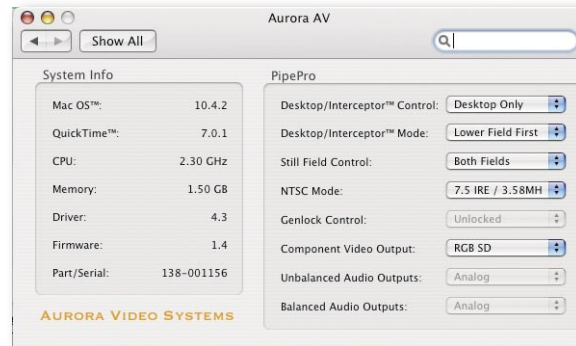 Aurora AV
Show All
System Info
Mac OS™: 10.4.2
QuickTime™: 7.0.1
CPU: 2.30 GHz
Memory: 1.50 GB
Driver: 4.3
Firmware: 1.4
Part/Serial: 138-001156
AURORA VIDEO SYSTEMS
PipePro
Desktop/Interceptor™ Control: Desktop Only
Desktop/Interceptor™ Mode: Lower Field First
Still Field Control: Both Fields
NTSC Mode: 7.5 IRE / 3.58MH
Genlock Control: Unlocked
Component Video Output: RGB SD
Unbalanced Audio Outputs: Analog
Balanced Audio Outputs: Analog